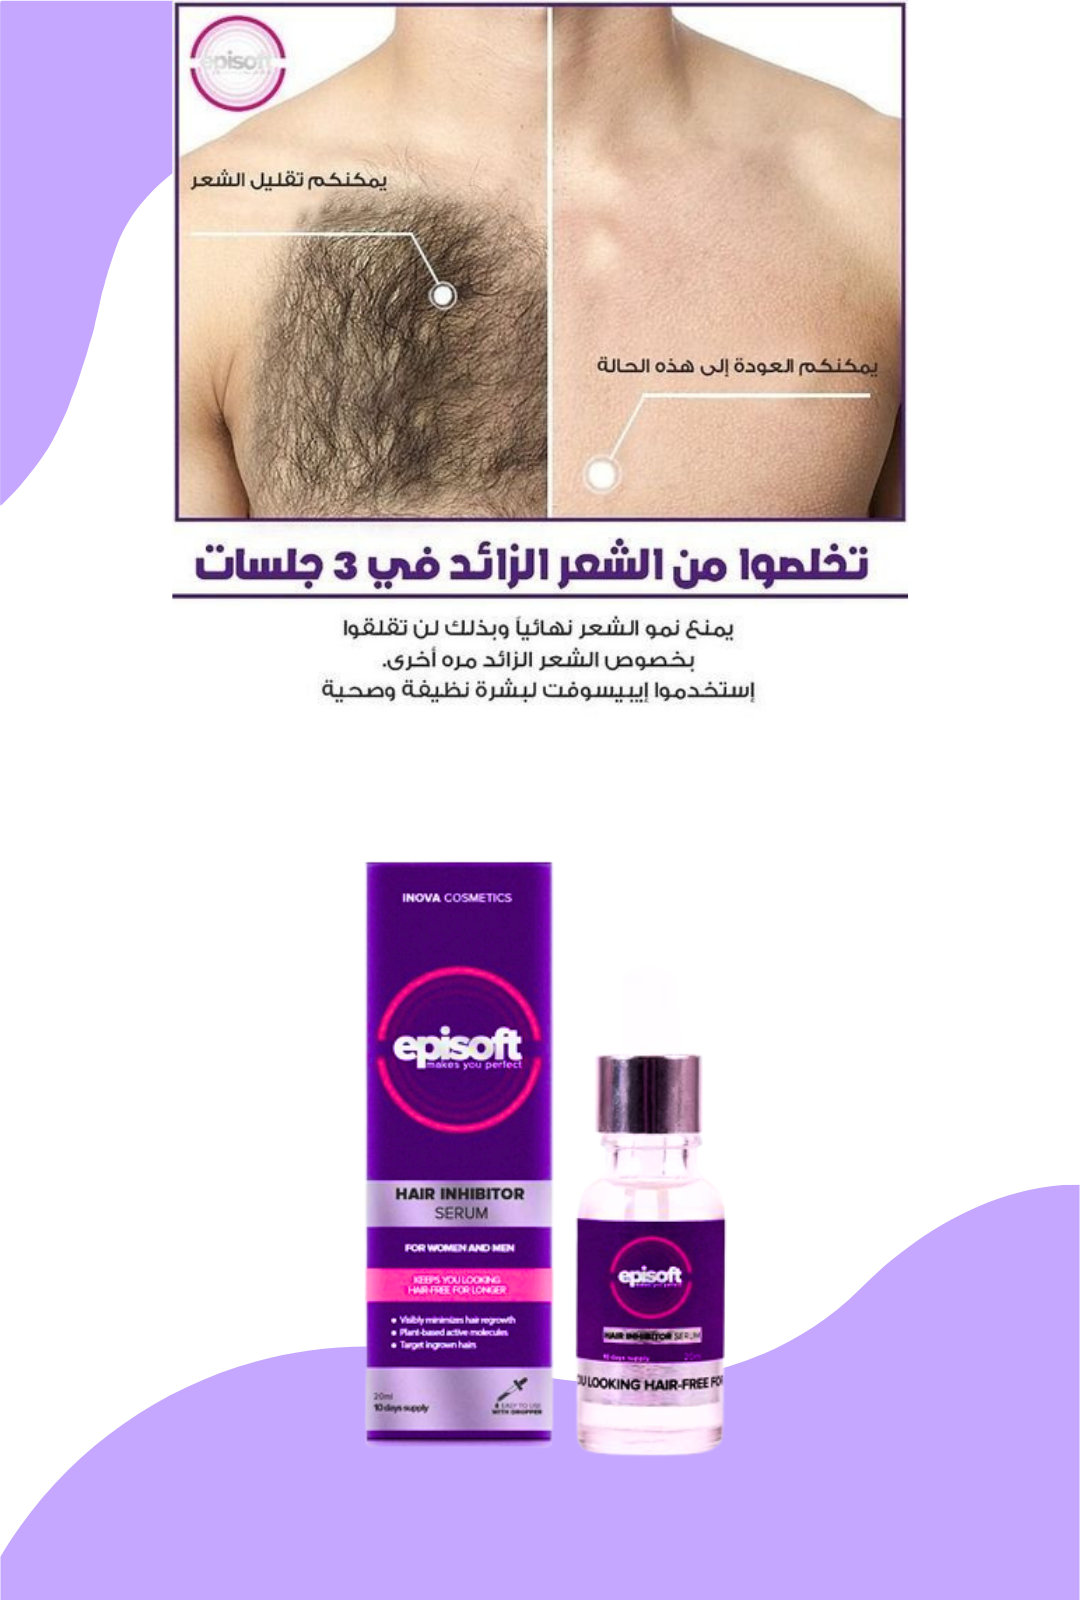 episoft
يمكنكم تقليل الشعر
يمكنكم العودة إلى هذه الحالة
تخلصوا من الشعر الزائد في 3 جلسات
يمنع نمو الشعر نهائياً وبذلك لن تقلقوا
بخصوص الشعر الزائد مره أخرى.
إستخدموا إيبيسوفت لبشرة نظيفة وصحية
INOVA COSMETICS
episoft
makes you perfect
HAIR INHIBITOR
SERUM
FOR WOMEN AND MEN
KEEPS YOU LOOKING
HAIR-FREE FOR LONGER
Visibly minimizes hair regrowth
Plant-based active molecules
Target ingrown hairs
20ml
10 days supply
EASY TO USE
WITH DROPPER
episoft
HAIR INHIBITOR SERUM
10 days supply 20ml
OU LOOKING HAIR-FREE FO